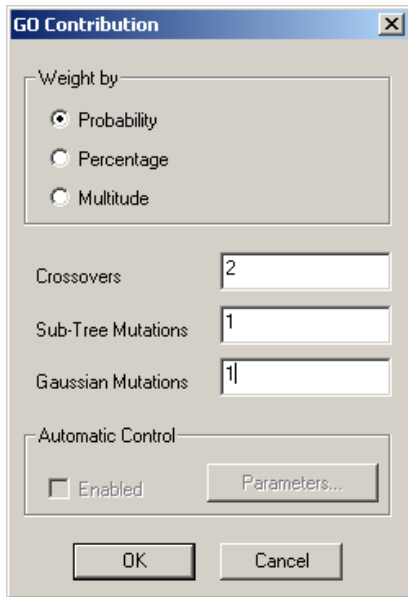 GO Contribution
Weight by
Probability
Percentage
Multitude
Crossovers 2
Sub-Tree Mutations 1
Gaussian Mutations 1
Automatic Control
Enabled Parameters...
OK Cancel